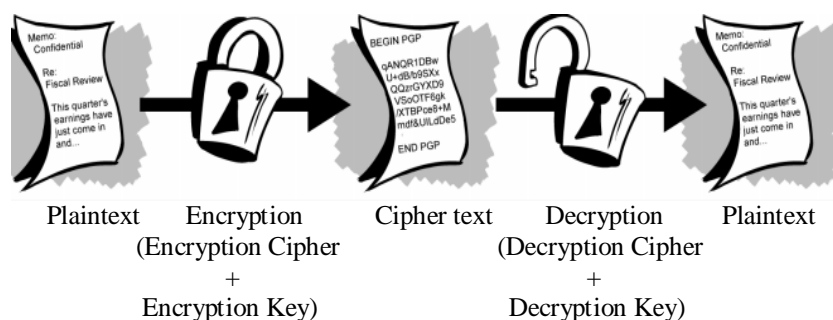 Memo:
Confidential
Re:
Fiscal Review
This quarter's
earnings have
just come in
and...
BEGIN PGP
qANQR1DBw
U+dB/b9SXx
QQzrGYXD9
VSoOTF6gk
/XTBPce8+M
mdf&UILdDe5
END PGP
Memo:
Confidential
Re:
Fiscal Review
This quarter's
earnings have
just come in
and...
Plaintext
Encryption
(Encryption Cipher
+
Encryption Key)
Cipher text
Decryption
(Decryption Cipher
+
Decryption Key)
Plaintext